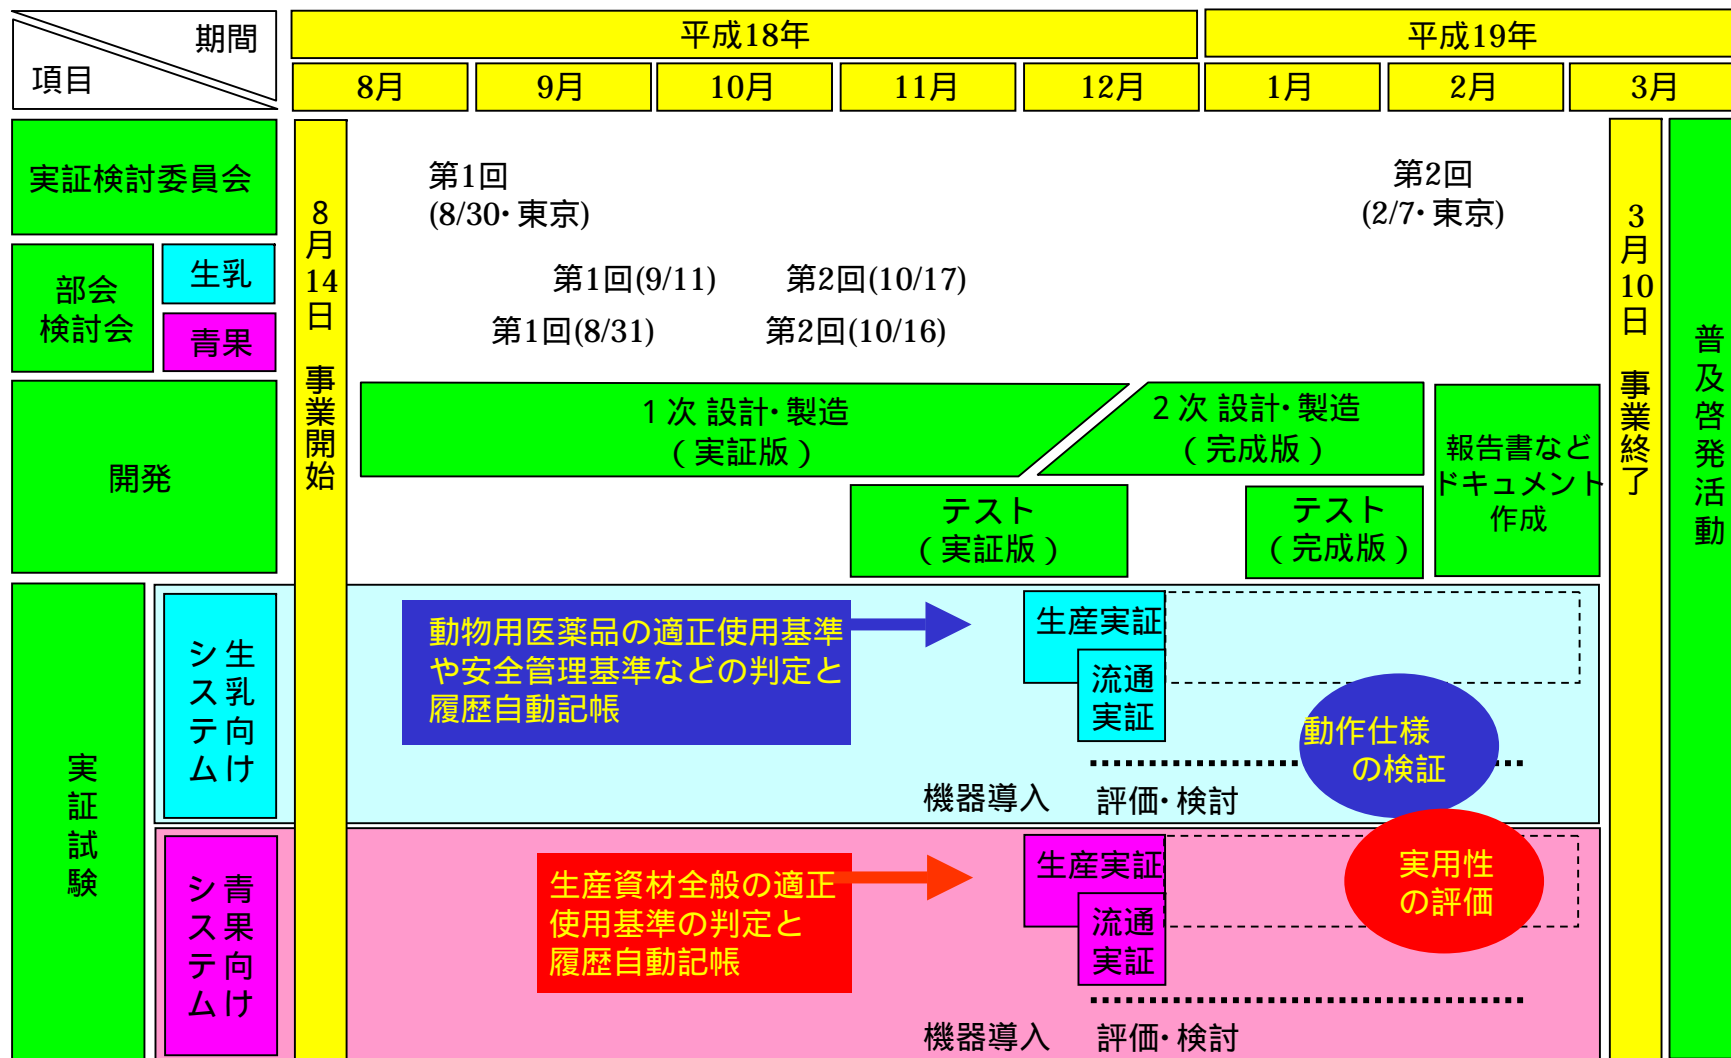 期間
項目
平成18年
平成19年
8月
9月
10月
11月
12月
1月
2月
3月
実証検討委員会
第1回
(8/30・東京)
第2回
(2/7・東京)
部会
検討会
生乳
第1回(9/11)
第2回(10/17)
青果
第1回(8/31)
第2回(10/16)
8月14日 事業開始
3月10日 事業終了
普及啓発活動
開発
1次 設計・製造
(実証版)
2次 設計・製造
(完成版)
テスト
(実証版)
テスト
(完成版)
報告書など
ドキュメント
作成
実証試験
生乳向け
システム
動物用医薬品の適正使用基準
や安全管理基準などの判定と
履歴自動記帳
生産実証
流通
実証
動作仕様
の検証
機器導入
評価・検討
青果向け
システム
生産資材全般の適正
使用基準の判定と
履歴自動記帳
生産実証
流通
実証
実用性
の評価
機器導入
評価・検討